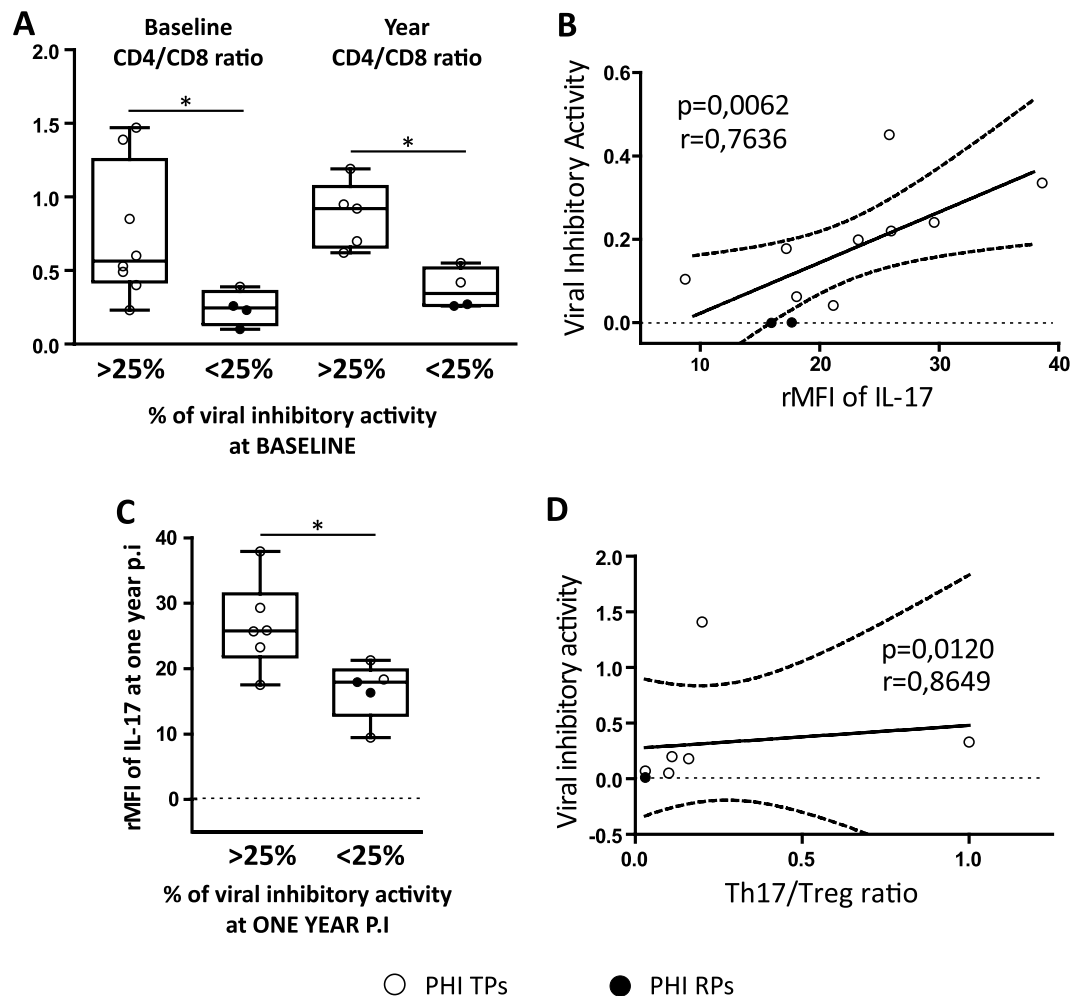 A
Baseline
CD4/CD8 ratio
Year
CD4/CD8 ratio
2.0
1.5
1.0
0.5
0.0
*
*
>25%
<25%
>25%
<25%
% of viral inhibitory activity
at BASELINE
B
Viral Inhibitory Activity
0.6
0.4
0.2
0.0
p=0,0062
r=0,7636
10
20
30
40
rMFI of IL-17
C
rMFI of IL-17 at one year p.i
40
30
20
10
0
*
>25%
<25%
% of viral inhibitory activity
at ONE YEAR P.I
D
Viral inhibitory activity
2.0
1.5
1.0
0.5
0.0
-0.5
p=0,0120
r=0,8649
0.0
0.5
1.0
Th17/Treg ratio
PHI TPs
PHI RPs